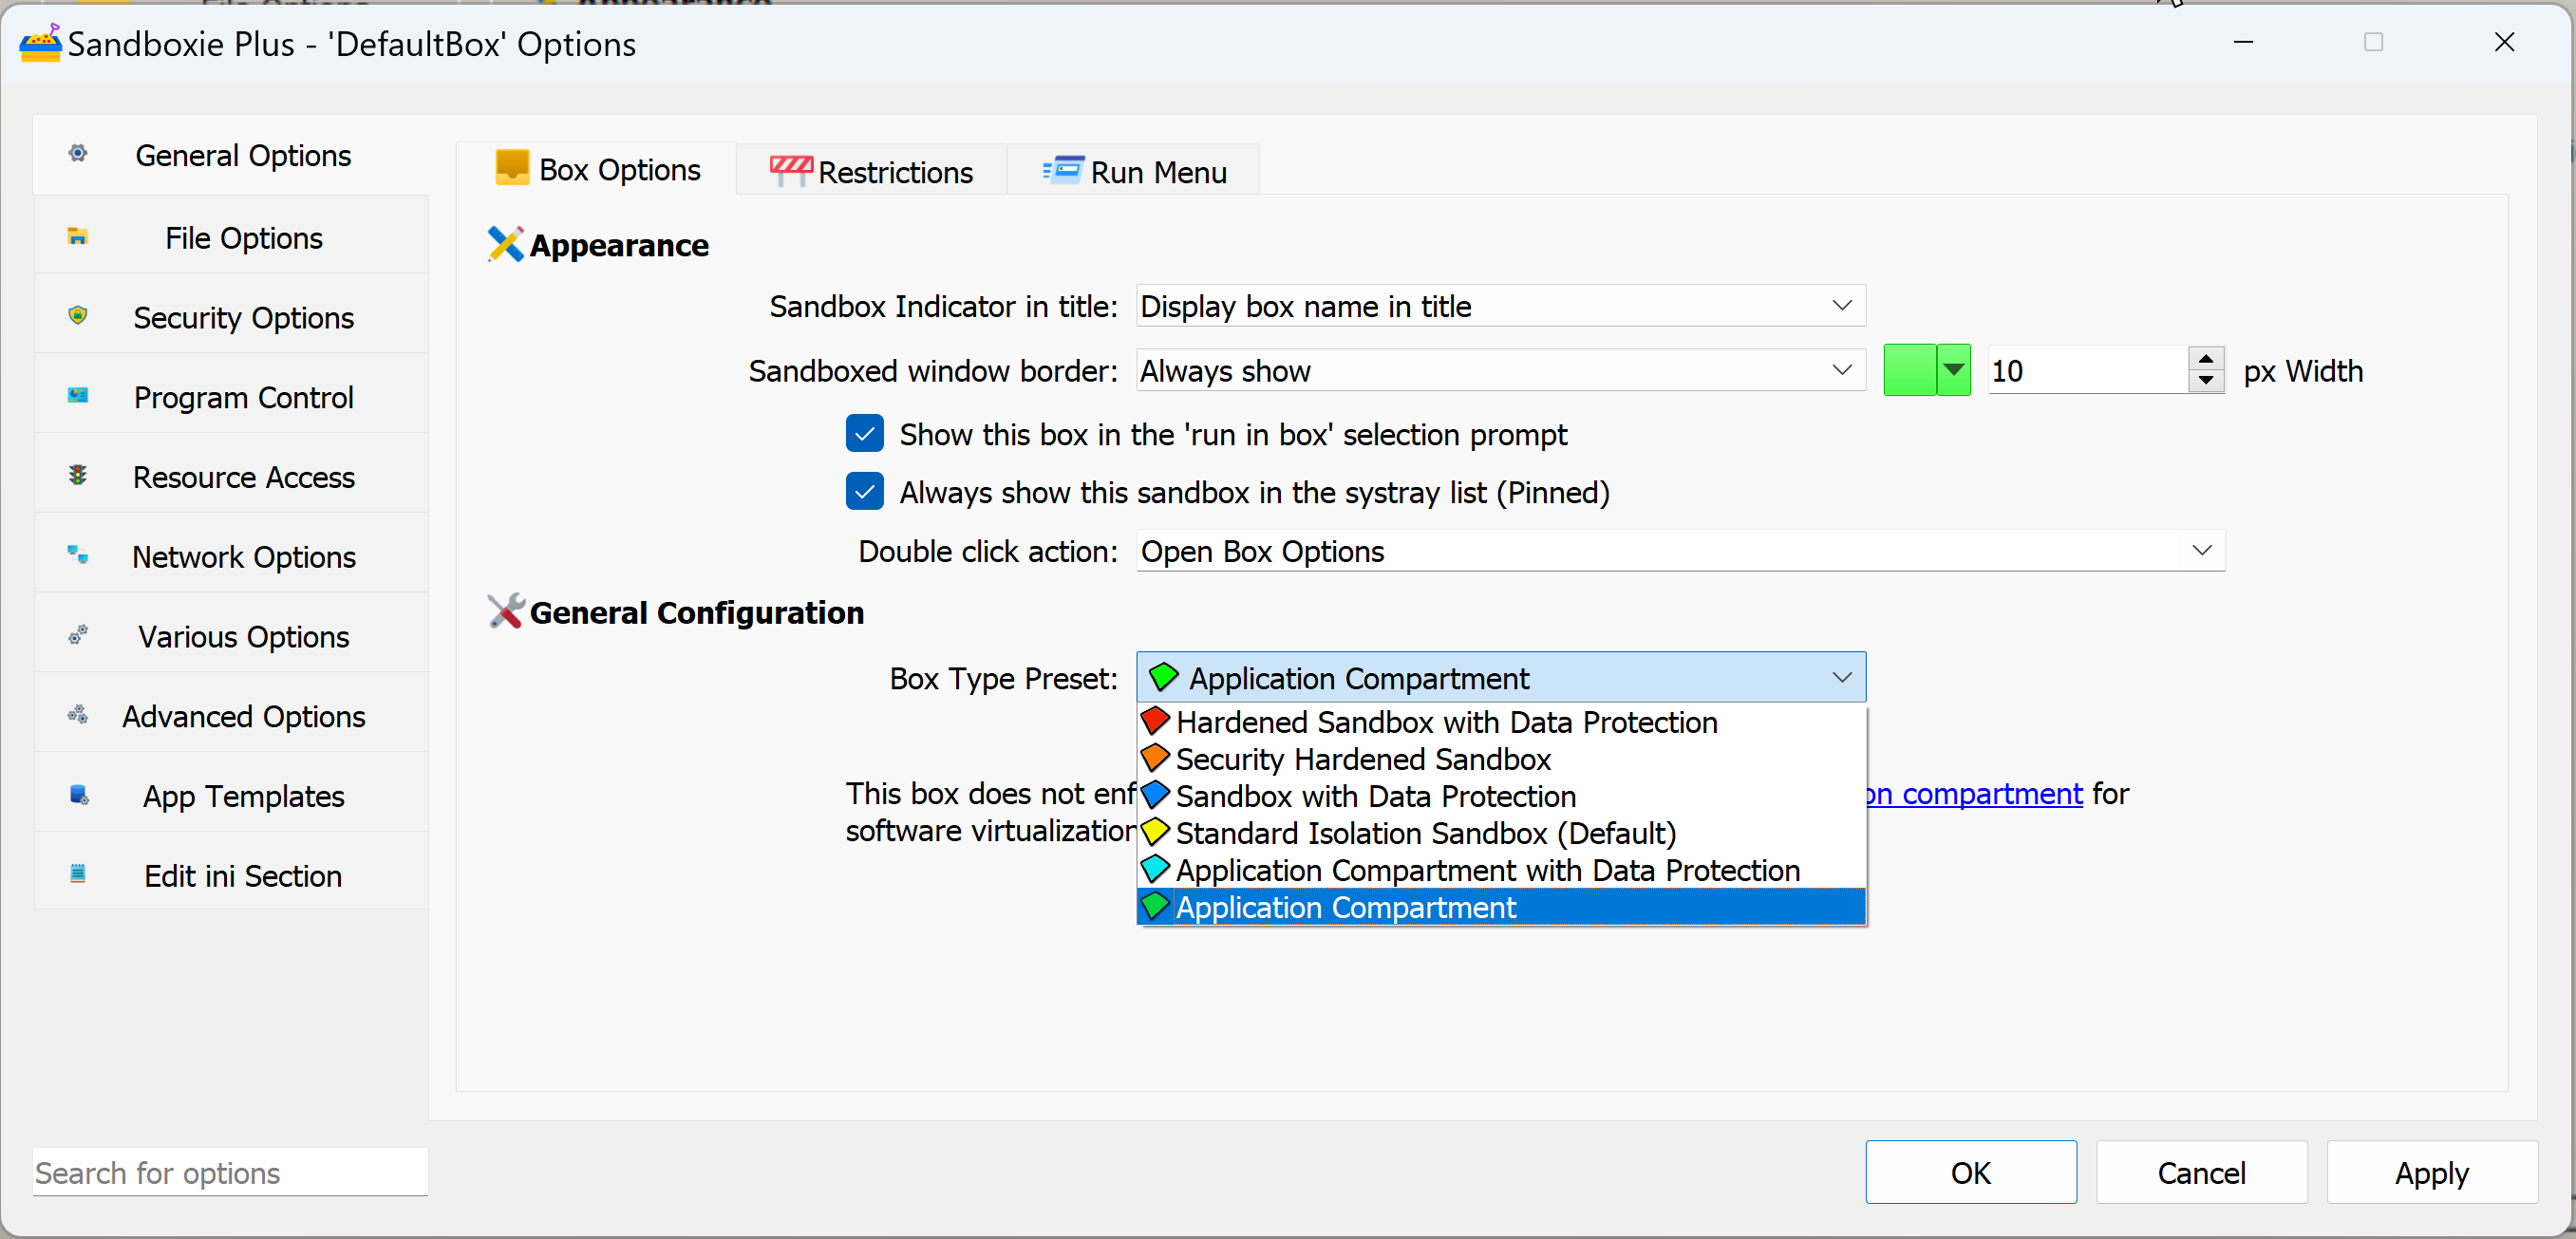 Sandboxie Plus - 'DefaultBox' Options
General Options
File Options
Security Options
Program Control
Resource Access
Network Options
Various Options
Advanced Options
App Templates
Edit ini Section
Box Options
Restrictions
Run Menu
Appearance
Sandbox Indicator in title: Display box name in title
Sandboxed window border: Always show 10 px Width
Show this box in the 'run in box' selection prompt
Always show this sandbox in the systray list (Pinned)
Double click action: Open Box Options
General Configuration
Box Type Preset: Application Compartment
Hardened Sandbox with Data Protection
Security Hardened Sandbox
Sandbox with Data Protection
Standard Isolation Sandbox (Default)
Application Compartment with Data Protection
Application Compartment
This box does not enf
on compartment for
software virtualization
Search for options
OK
Cancel
Apply